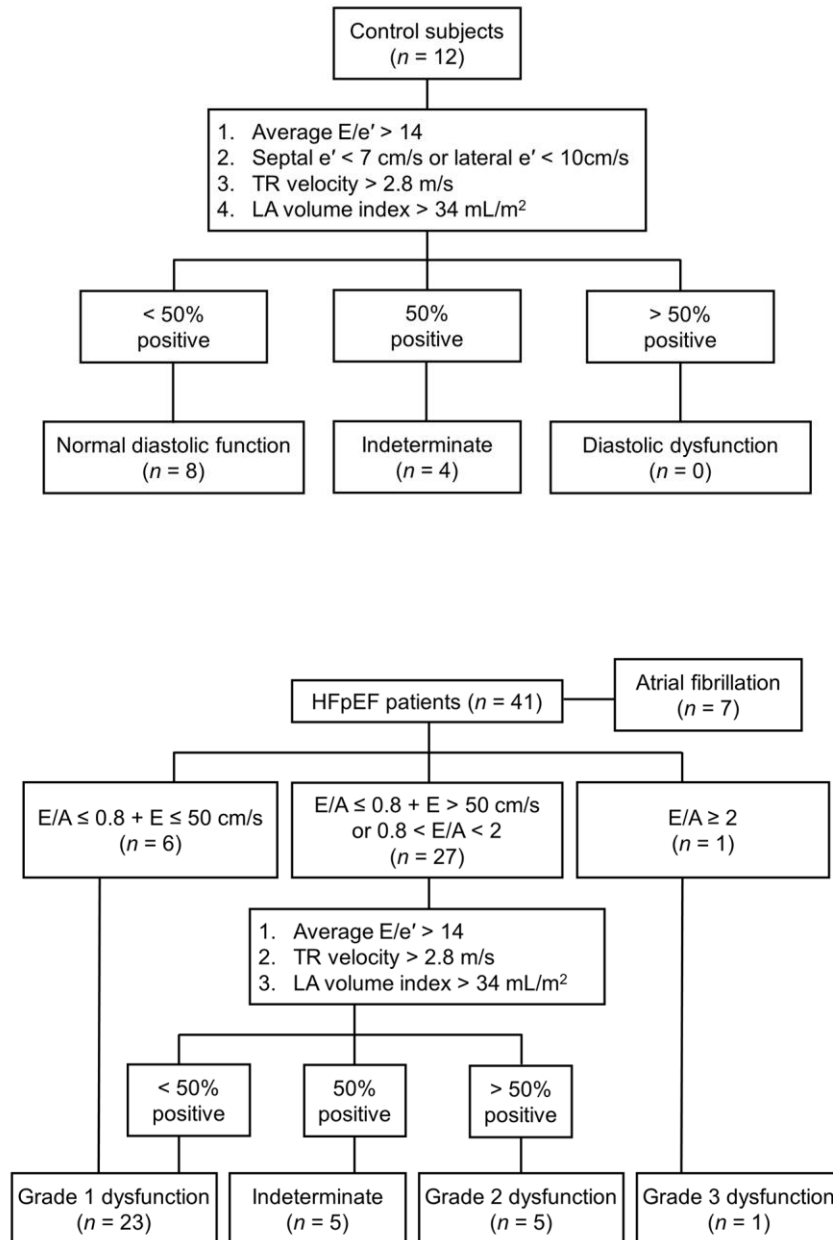 Control subjects
(n = 12)
1. Average E/e′ > 14
2. Septal e′ < 7 cm/s or lateral e′ < 10cm/s
3. TR velocity > 2.8 m/s
4. LA volume index > 34 mL/m²
< 50%
positive
50%
positive
> 50%
positive
Normal diastolic function
(n = 8)
Indeterminate
(n = 4)
Diastolic dysfunction
(n = 0)
HFpEF patients (n = 41)
Atrial fibrillation
(n = 7)
E/A ≤ 0.8 + E ≤ 50 cm/s
(n = 6)
E/A ≤ 0.8 + E > 50 cm/s
or 0.8 < E/A < 2
(n = 27)
E/A ≥ 2
(n = 1)
1. Average E/e′ > 14
2. TR velocity > 2.8 m/s
3. LA volume index > 34 mL/m²
< 50%
positive
50%
positive
> 50%
positive
Grade 1 dysfunction
(n = 23)
Indeterminate
(n = 5)
Grade 2 dysfunction
(n = 5)
Grade 3 dysfunction
(n = 1)